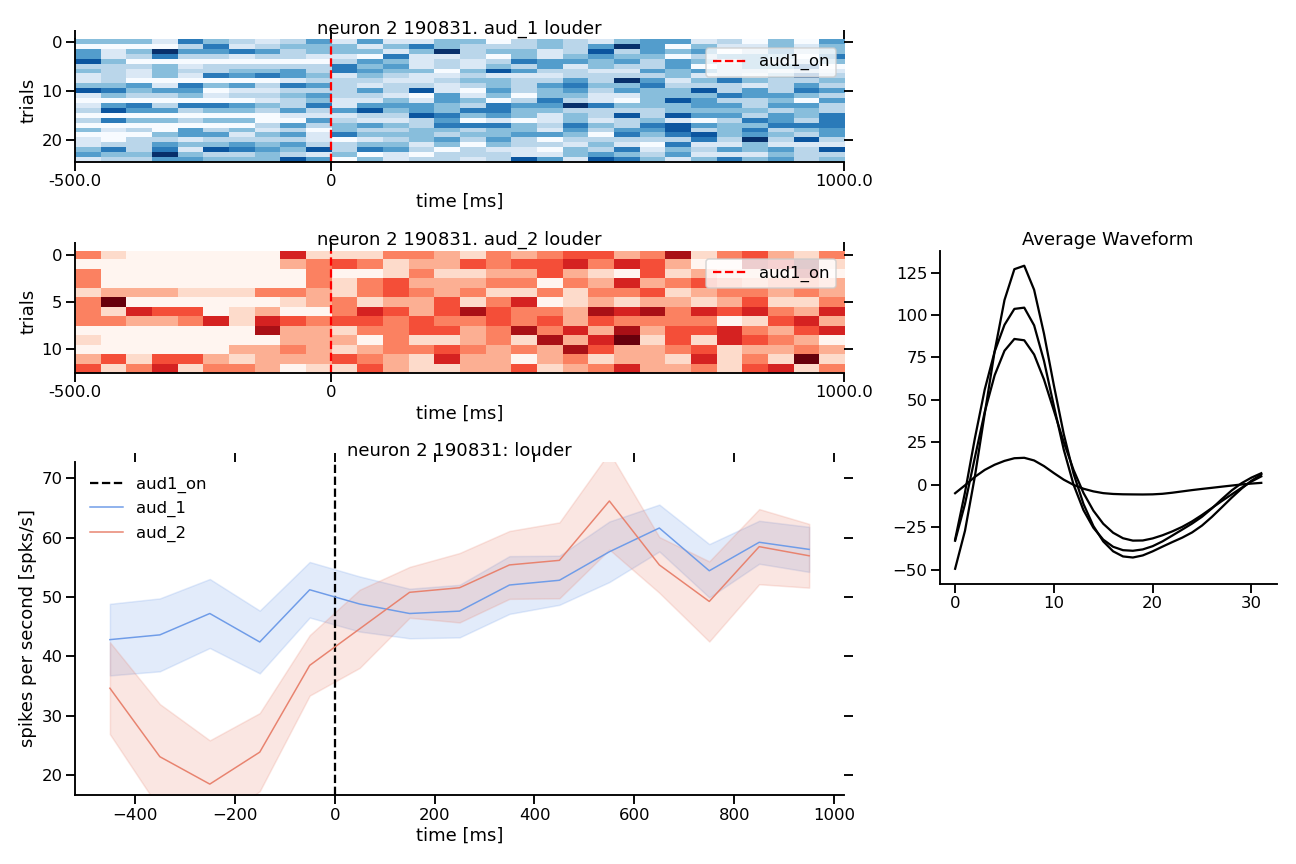 neuron 2 190831. aud_1 louder
trials
0
10
20
aud1_on
-500.0
0
1000.0
time [ms]
neuron 2 190831. aud_2 louder
trials
0
5
10
aud1_on
-500.0
0
1000.0
time [ms]
neuron 2 190831: louder
spikes per second [spks/s]
70
60
50
40
30
20
aud1_on
aud_1
aud_2
−400
−200
0
200
400
600
800
1000
time [ms]
Average Waveform
125
100
75
50
25
0
−25
−50
0
10
20
30